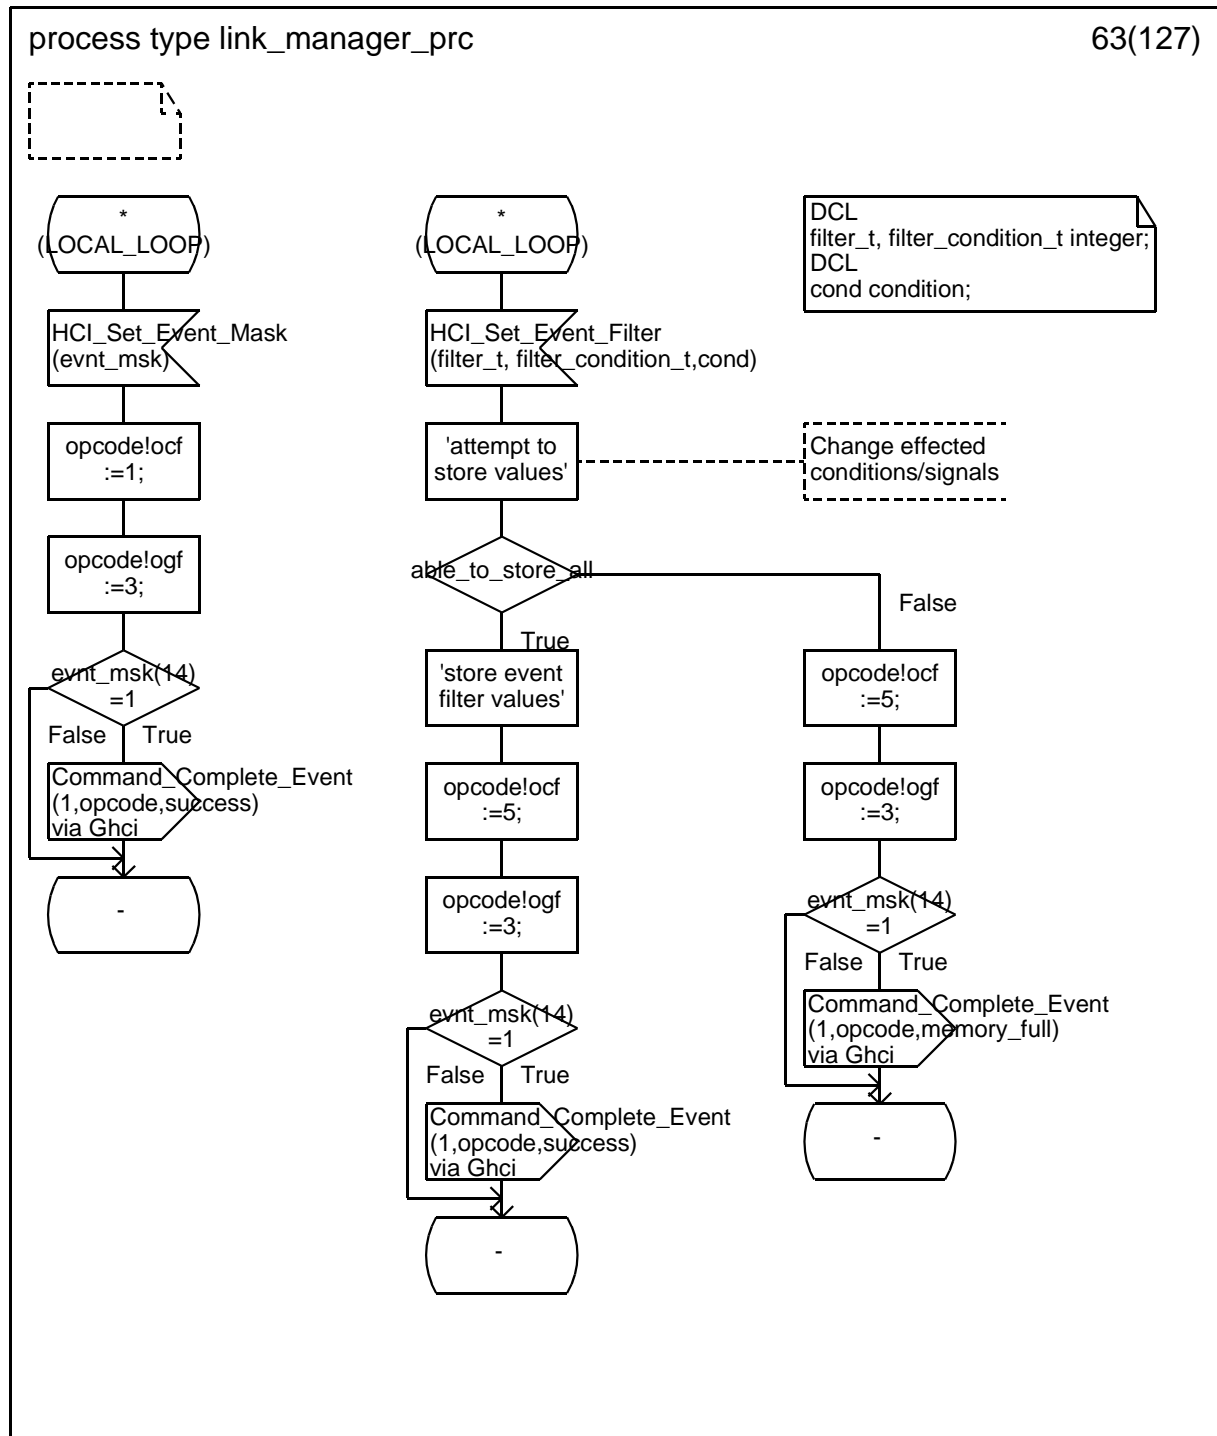 process type link_manager_prc
63(127)
*
(LOCAL_LOOP)
HCI_Set_Event_Mask
(evnt_msk)
opcode!ocf
:=1;
opcode!ogf
:=3;
evnt_msk(14)
=1
False
True
Command_Complete_Event
(1,opcode,success)
via Ghci
-
*
(LOCAL_LOOP)
HCI_Set_Event_Filter
(filter_t, filter_condition_t,cond)
'attempt to
store values'
able_to_store_all
True
'store event
filter values'
opcode!ocf
:=5;
opcode!ogf
:=3;
evnt_msk(14)
=1
False
True
Command_Complete_Event
(1,opcode,success)
via Ghci
-
DCL
filter_t, filter_condition_t integer;
DCL
cond condition;
Change effected
conditions/signals
False
opcode!ocf
:=5;
opcode!ogf
:=3;
evnt_msk(14)
=1
False
True
Command_Complete_Event
(1,opcode,memory_full)
via Ghci
-